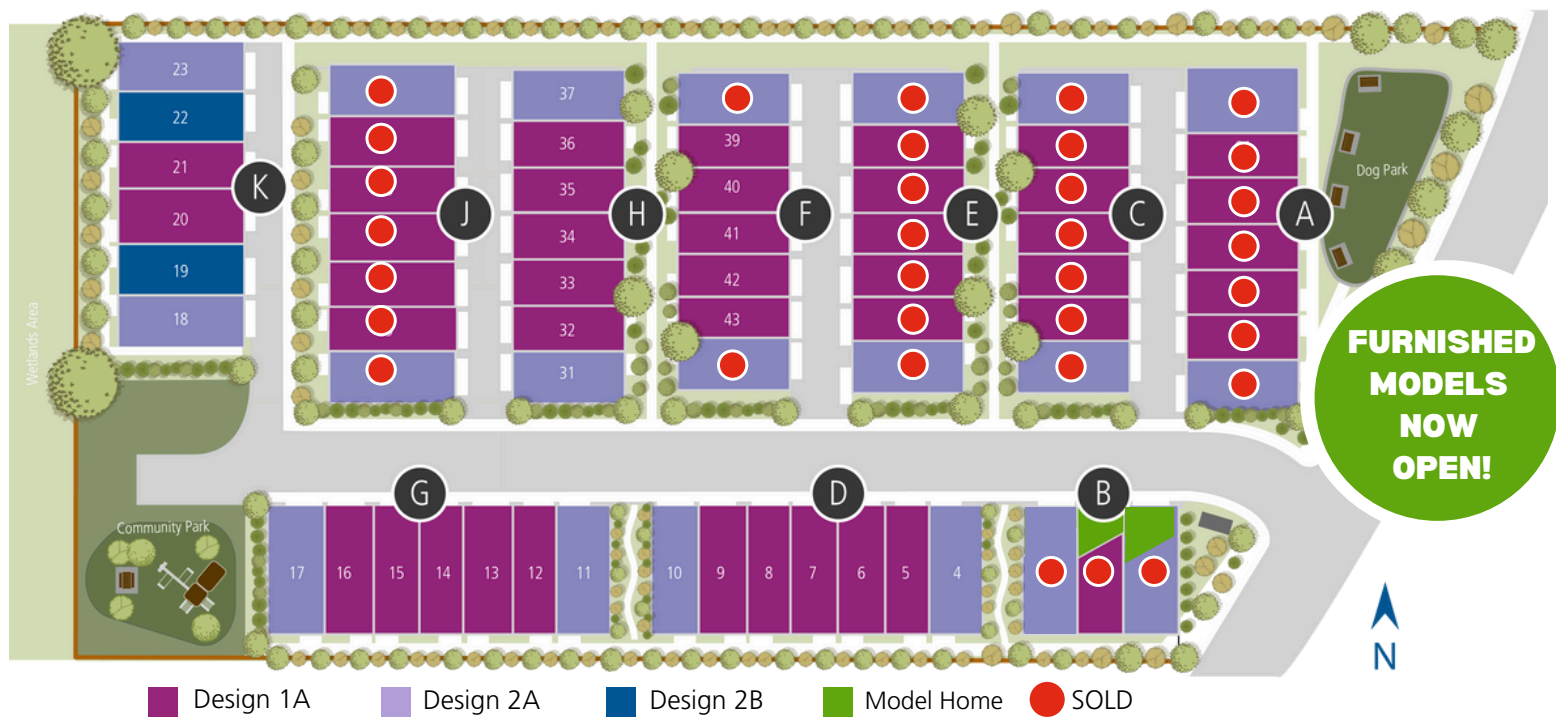 23
22
21
20
19
18
K
J
37
36
35
34
33
32
31
H
39
40
41
42
43
F
E
C
A
Dog Park
Wetlands Area
FURNISHED
MODELS
NOW
OPEN!
G
D
B
Community Park
17 16 15 14 13 12 11
10 9 8 7 6 5 4
N
Design 1A Design 2A Design 2B Model Home SOLD